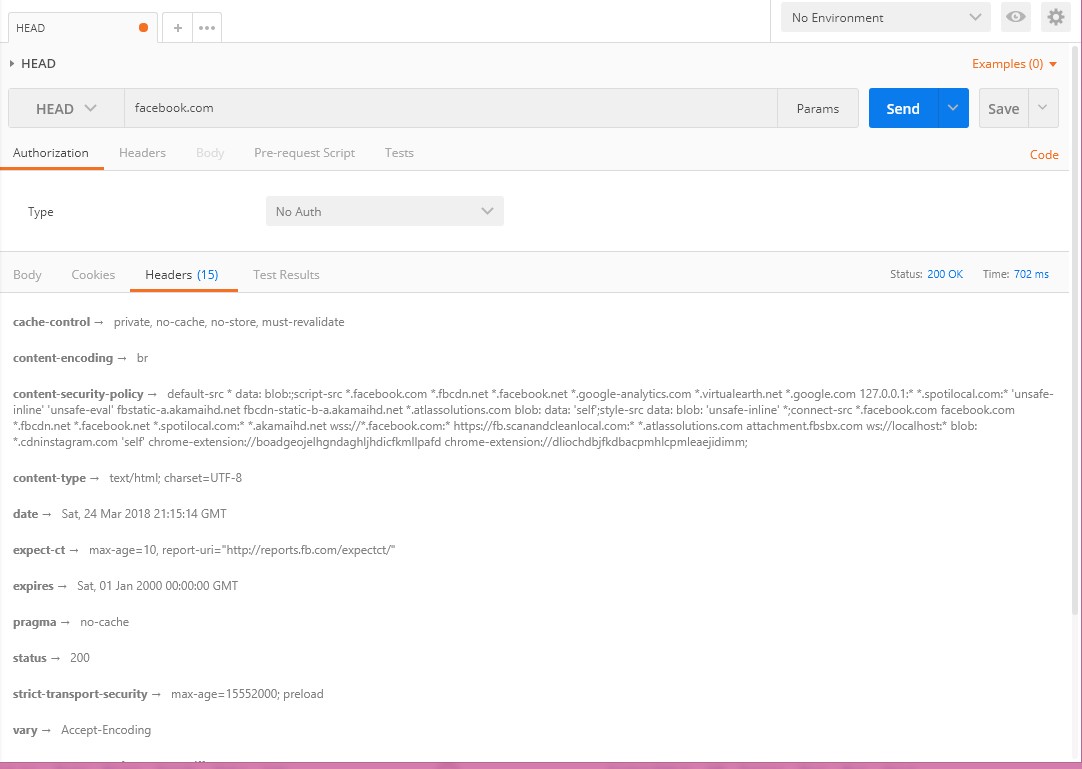 HEAD
+ •••
No Environment
HEAD
Examples (0)
HEAD
facebook.com
Params
Send
Save
Authorization Headers Body Pre-request Script Tests
Code
Type
No Auth
Body Cookies Headers (15) Test Results
Status: 200 OK Time: 702 ms
cache-control → private, no-cache, no-store, must-revalidate
content-encoding → br
content-security-policy → default-src * data: blob:;script-src *.facebook.com *.fbcdn.net *.facebook.net *.google-analytics.com *.virtualearth.net *.google.com 127.0.0.1:* *.spotilocal.com:* 'unsafe-
inline' 'unsafe-eval' fbstatic-a.akamaihd.net fbcdn-static-b-a.akamaihd.net *.atlassolutions.com blob: data: 'self';style-src data: blob: 'unsafe-inline' *;connect-src *.facebook.com facebook.com
*.fbcdn.net *.facebook.net *.spotilocal.com:* *.akamaihd.net wss://*.facebook.com:* https://fb.scanandcleanlocal.com:* *.atlassolutions.com attachment.fbsbx.com ws://localhost:* blob:
*.cdninstagram.com 'self' chrome-extension://boadgeojelhgndaghljhdicfkmllpafd chrome-extension://dliochdbjfkdbacpmhlcpmleaejidimm;
content-type → text/html; charset=UTF-8
date → Sat, 24 Mar 2018 21:15:14 GMT
expect-ct → max-age=10, report-uri="http://reports.fb.com/expectct/"
expires → Sat, 01 Jan 2000 00:00:00 GMT
pragma → no-cache
status → 200
strict-transport-security → max-age=15552000; preload
vary → Accept-Encoding